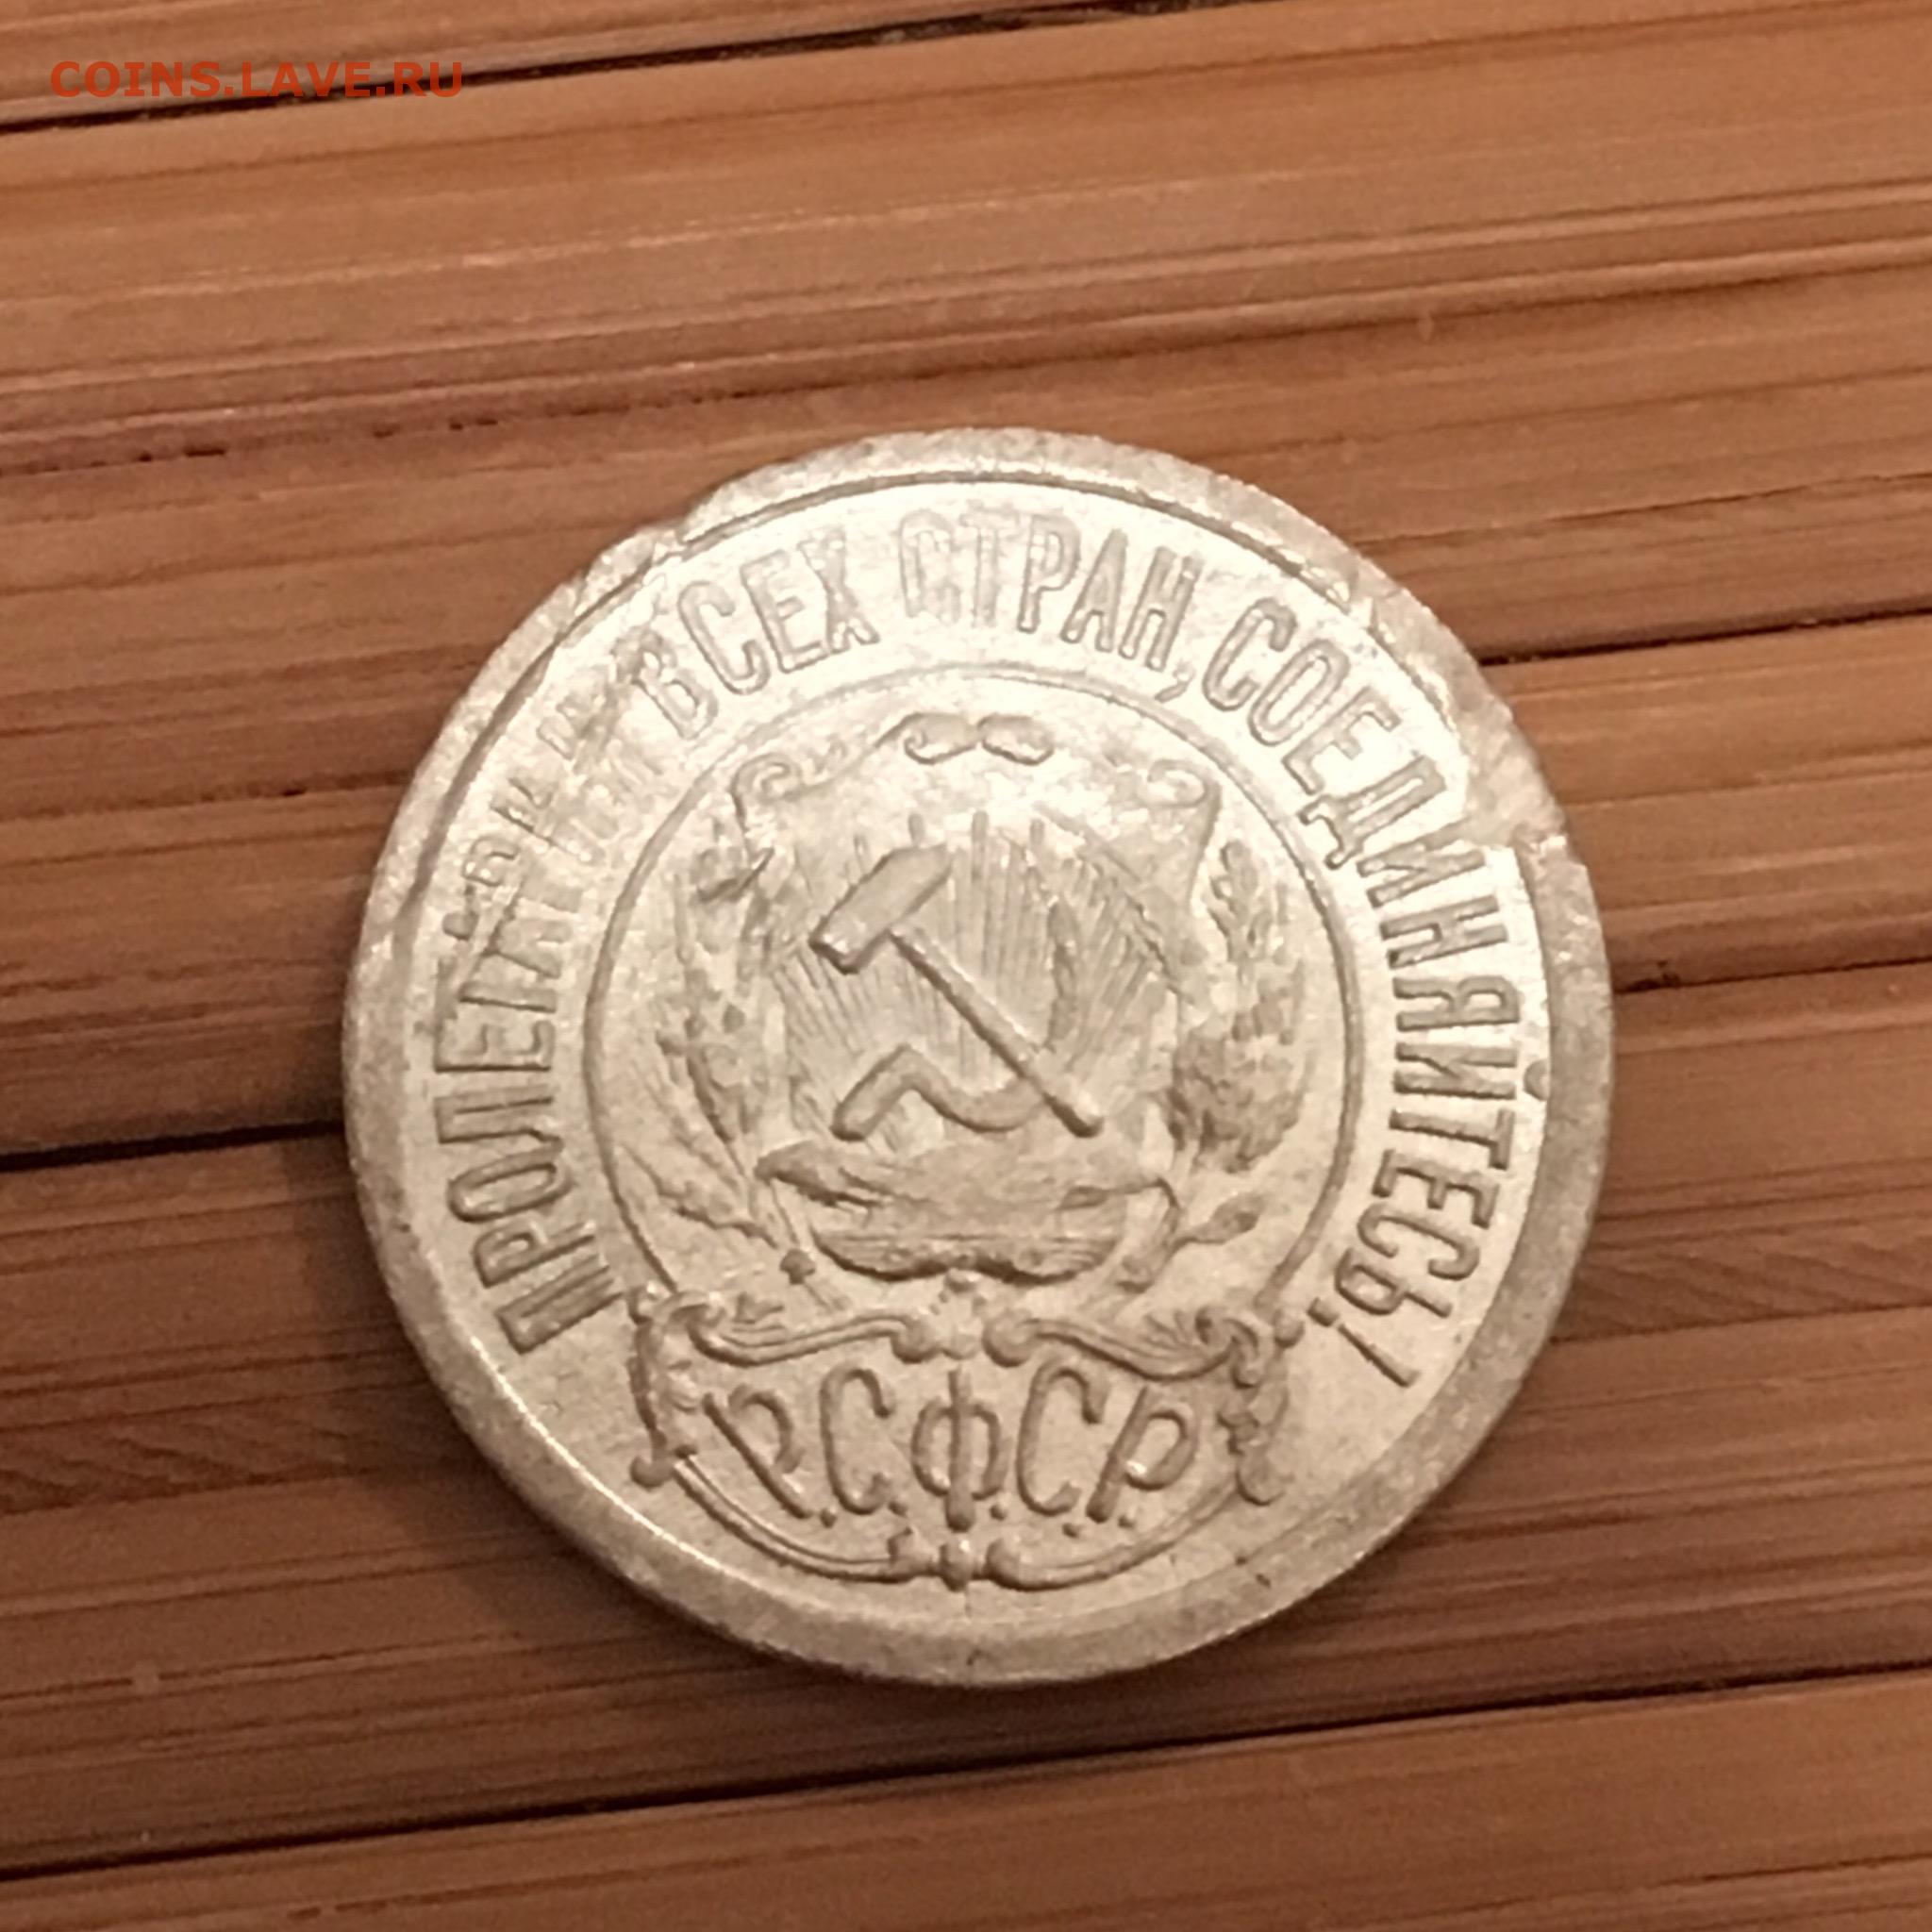 COINS.LAVE.RU
ПРОЛЕТАРИИ ВСЕХ СТРАН, СОЕДИНЯЙТЕСЬ!
Р.С.Ф.С.Р.